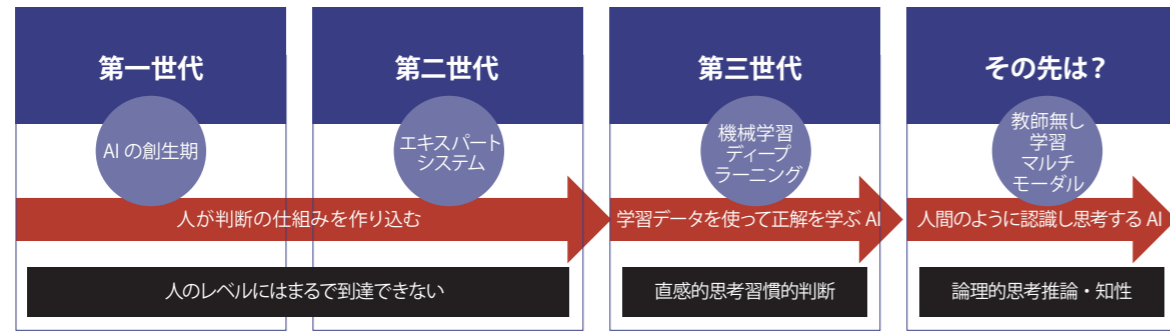 第一世代
第二世代
第三世代
その先は？
AI の創生期
エキスパート
システム
機械学習
ディープ
ラーニング
教師無し
学習
マルチ
モーダル
人が判断の仕組みを作り込む
学習データを使って正解を学ぶ AI
人間のように認識し思考する AI
人のレベルにはまるで到達できない
直感的思考習慣的判断
論理的思考推論・知性